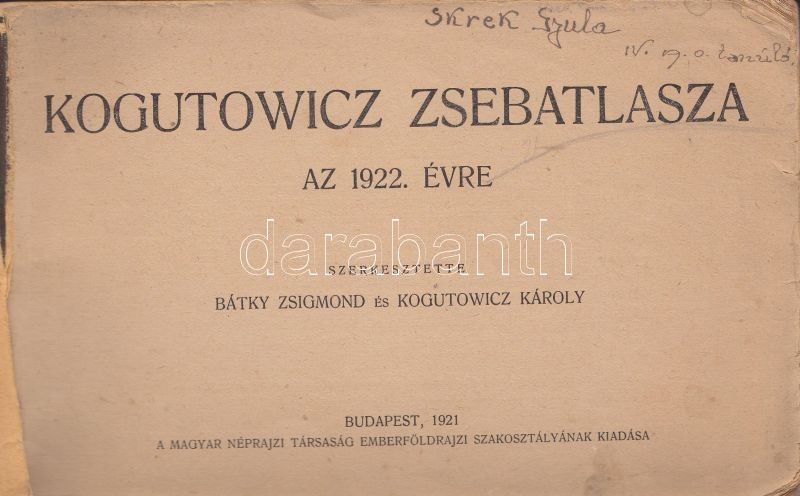 Skrek Gyula
IV.
KOGUTOWICZ ZSEBATLASZA
AZ 1922. ÉVRE
darabanth
SZERKESZTETTE
BÁTKY ZSIGMOND ÉS KOGUTOWICZ KÁROLY
BUDAPEST, 1921
A MAGYAR NÉPRAJZI TÁRSASÁG EMBERFÖLDRAJZI SZAKOSZTÁLYÁNAK KIADÁSA